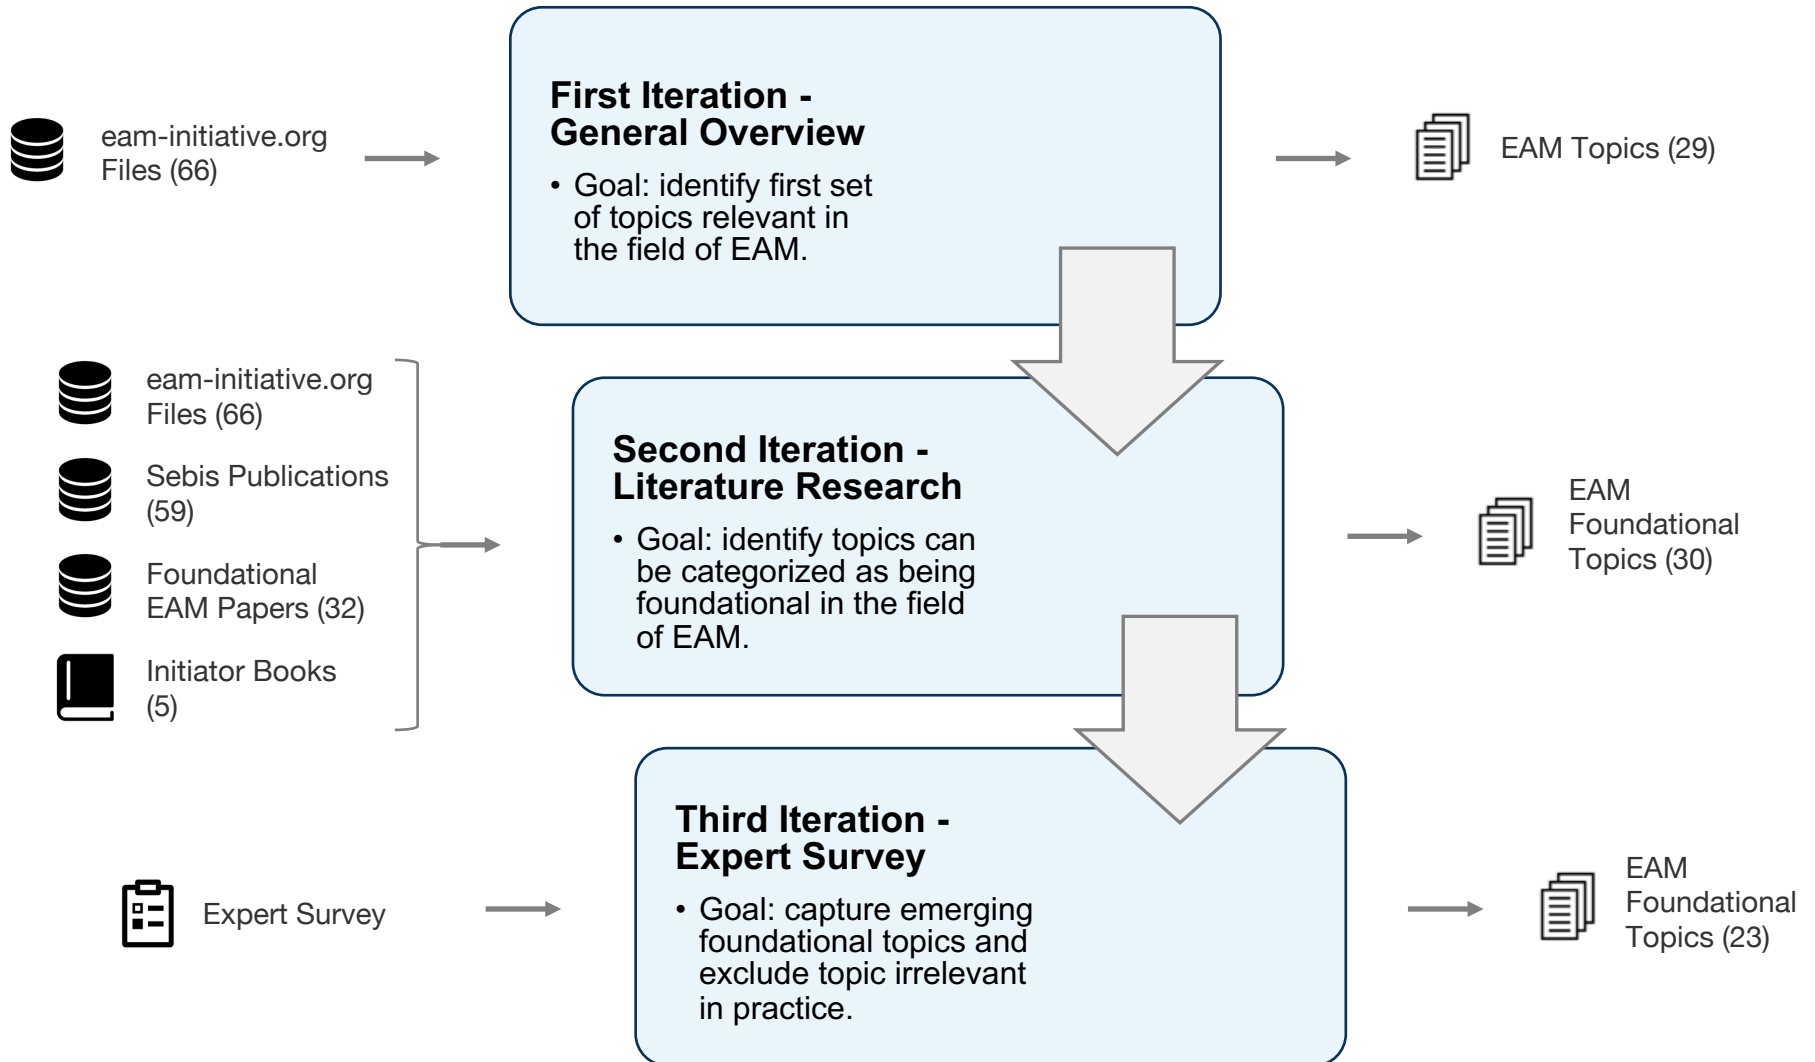 eam-initiative.org
Files (66)
First Iteration -
General Overview
• Goal: identify first set
of topics relevant in
the field of EAM.
EAM Topics (29)
eam-initiative.org
Files (66)
Sebis Publications
(59)
Foundational
EAM Papers (32)
Initiator Books
(5)
Second Iteration -
Literature Research
• Goal: identify topics can
be categorized as being
foundational in the field
of EAM.
EAM
Foundational
Topics (30)
Expert Survey
Third Iteration -
Expert Survey
• Goal: capture emerging
foundational topics and
exclude topic irrelevant
in practice.
EAM
Foundational
Topics (23)